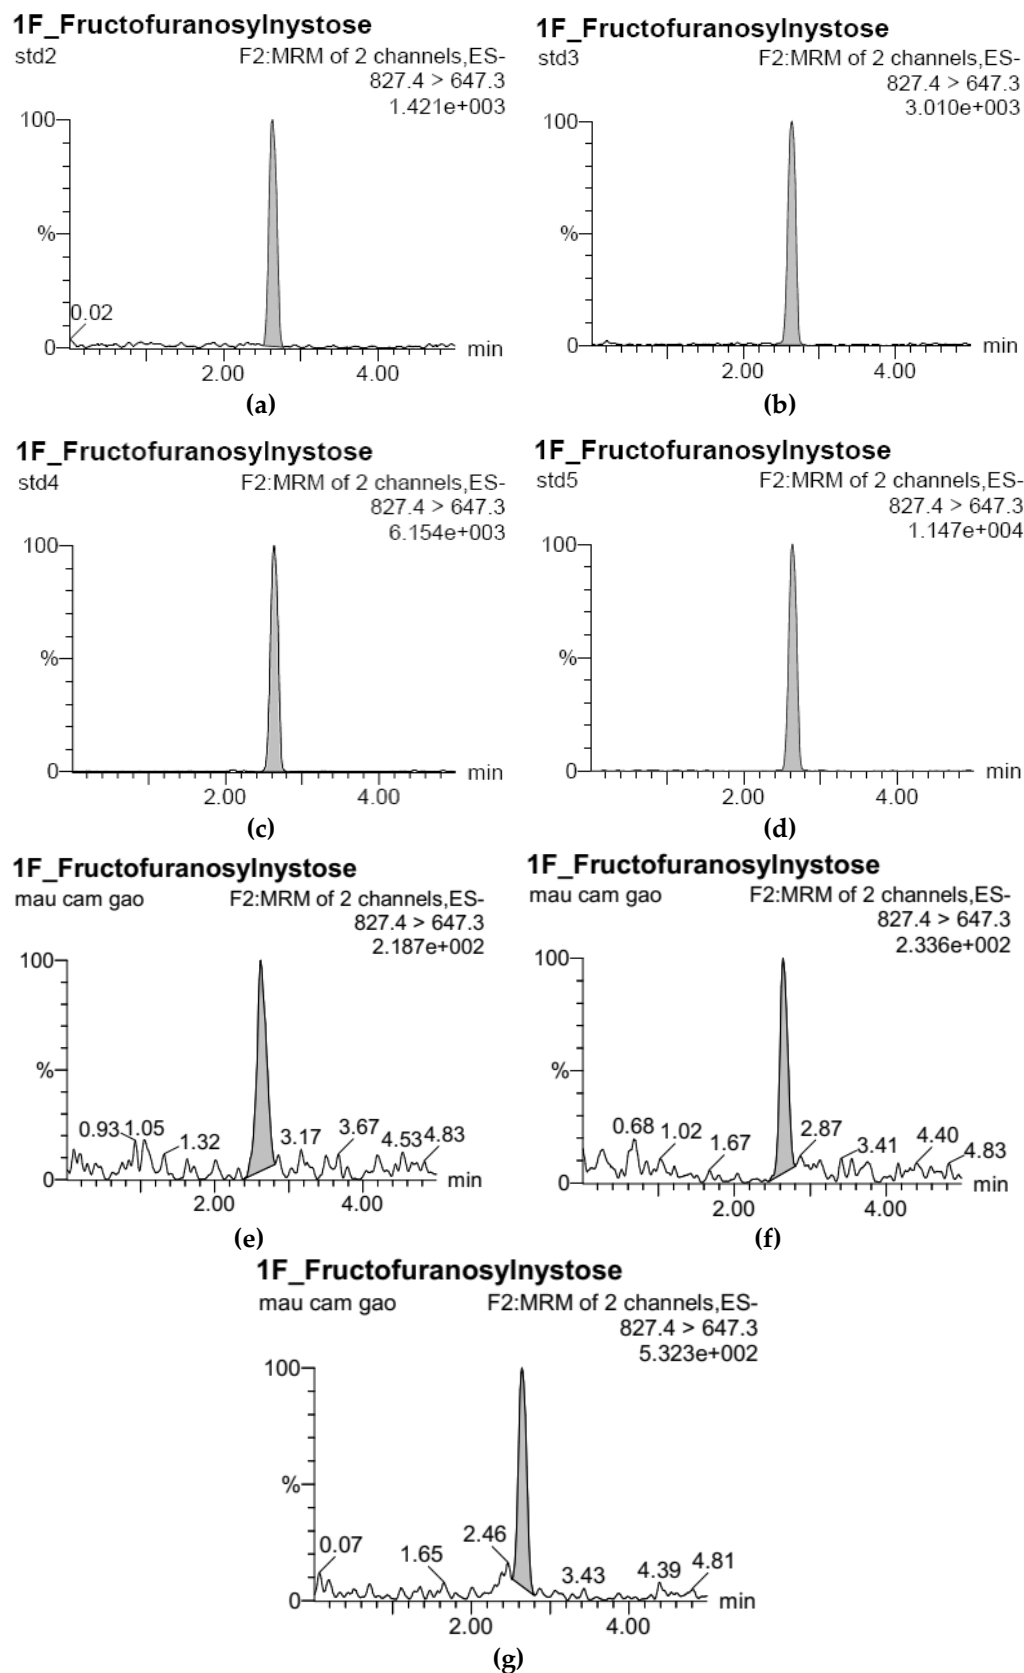 1F_Fructofuranosylnystose
std2
F2:MRM of 2 channels,ES-
827.4 > 647.3
1.421e+003
100
%
0.02
0
min
2.00
4.00
(a)
1F_Fructofuranosylnystose
std3
F2:MRM of 2 channels,ES-
827.4 > 647.3
3.010e+003
100
%
0
min
2.00
4.00
(b)
1F_Fructofuranosylnystose
std4
F2:MRM of 2 channels,ES-
827.4 > 647.3
6.154e+003
100
%
0
min
2.00
4.00
(c)
1F_Fructofuranosylnystose
std5
F2:MRM of 2 channels,ES-
827.4 > 647.3
1.147e+004
100
%
0
min
2.00
4.00
(d)
1F_Fructofuranosylnystose
mau cam gao
F2:MRM of 2 channels,ES-
827.4 > 647.3
2.187e+002
100
%
0.93
1.05
1.32
3.17
3.67
4.53
4.83
0
min
2.00
4.00
(e)
1F_Fructofuranosylnystose
mau cam gao
F2:MRM of 2 channels,ES-
827.4 > 647.3
2.336e+002
100
%
0.68
1.02
1.67
2.87
3.41
4.40
4.83
0
min
2.00
4.00
(f)
1F_Fructofuranosylnystose
mau cam gao
F2:MRM of 2 channels,ES-
827.4 > 647.3
5.323e+002
100
%
0.07
1.65
2.46
3.43
4.39
4.81
0
min
2.00
4.00
(g)